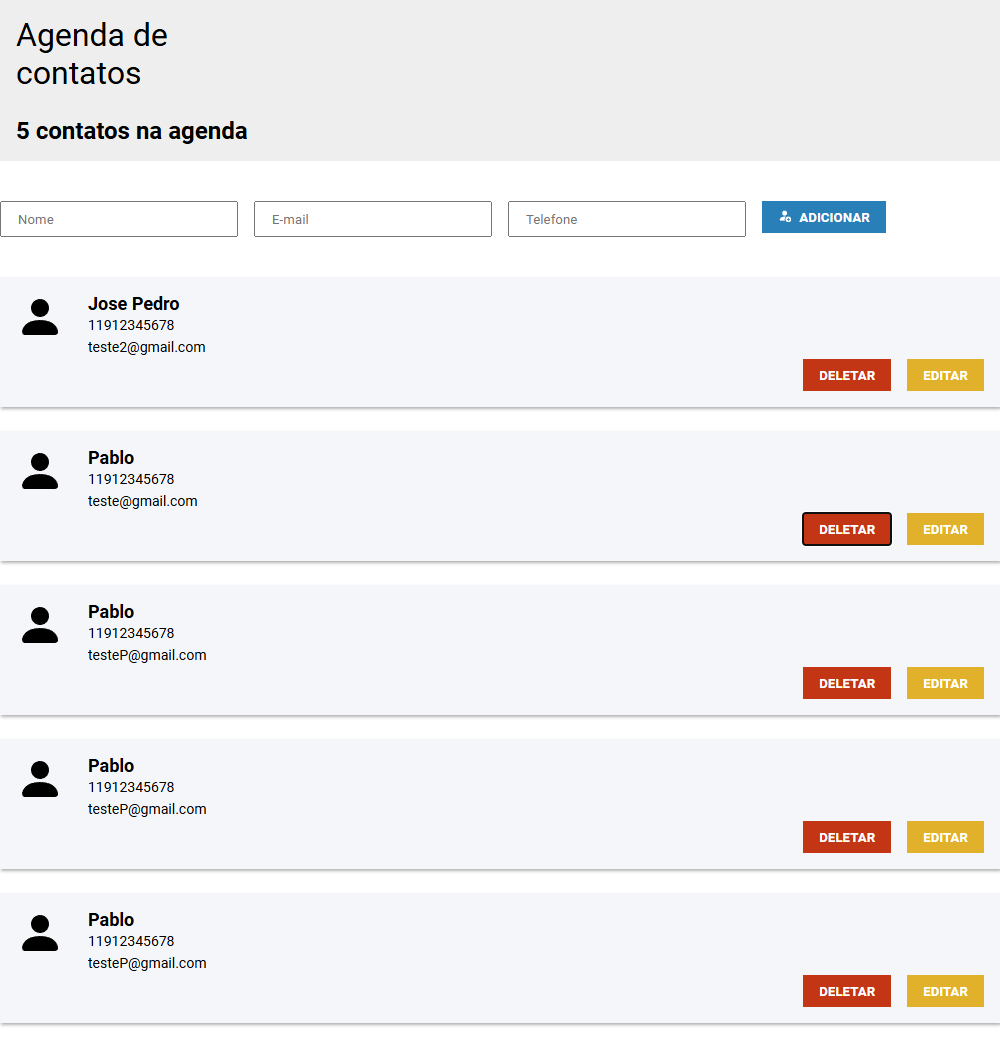 Agenda de
contatos
5 contatos na agenda
Nome E-mail Telefone ADICIONAR
Jose Pedro
11912345678
teste2@gmail.com
DELETAR EDITAR
Pablo
11912345678
teste@gmail.com
DELETAR EDITAR
Pablo
11912345678
testeP@gmail.com
DELETAR EDITAR
Pablo
11912345678
testeP@gmail.com
DELETAR EDITAR
Pablo
11912345678
testeP@gmail.com
DELETAR EDITAR